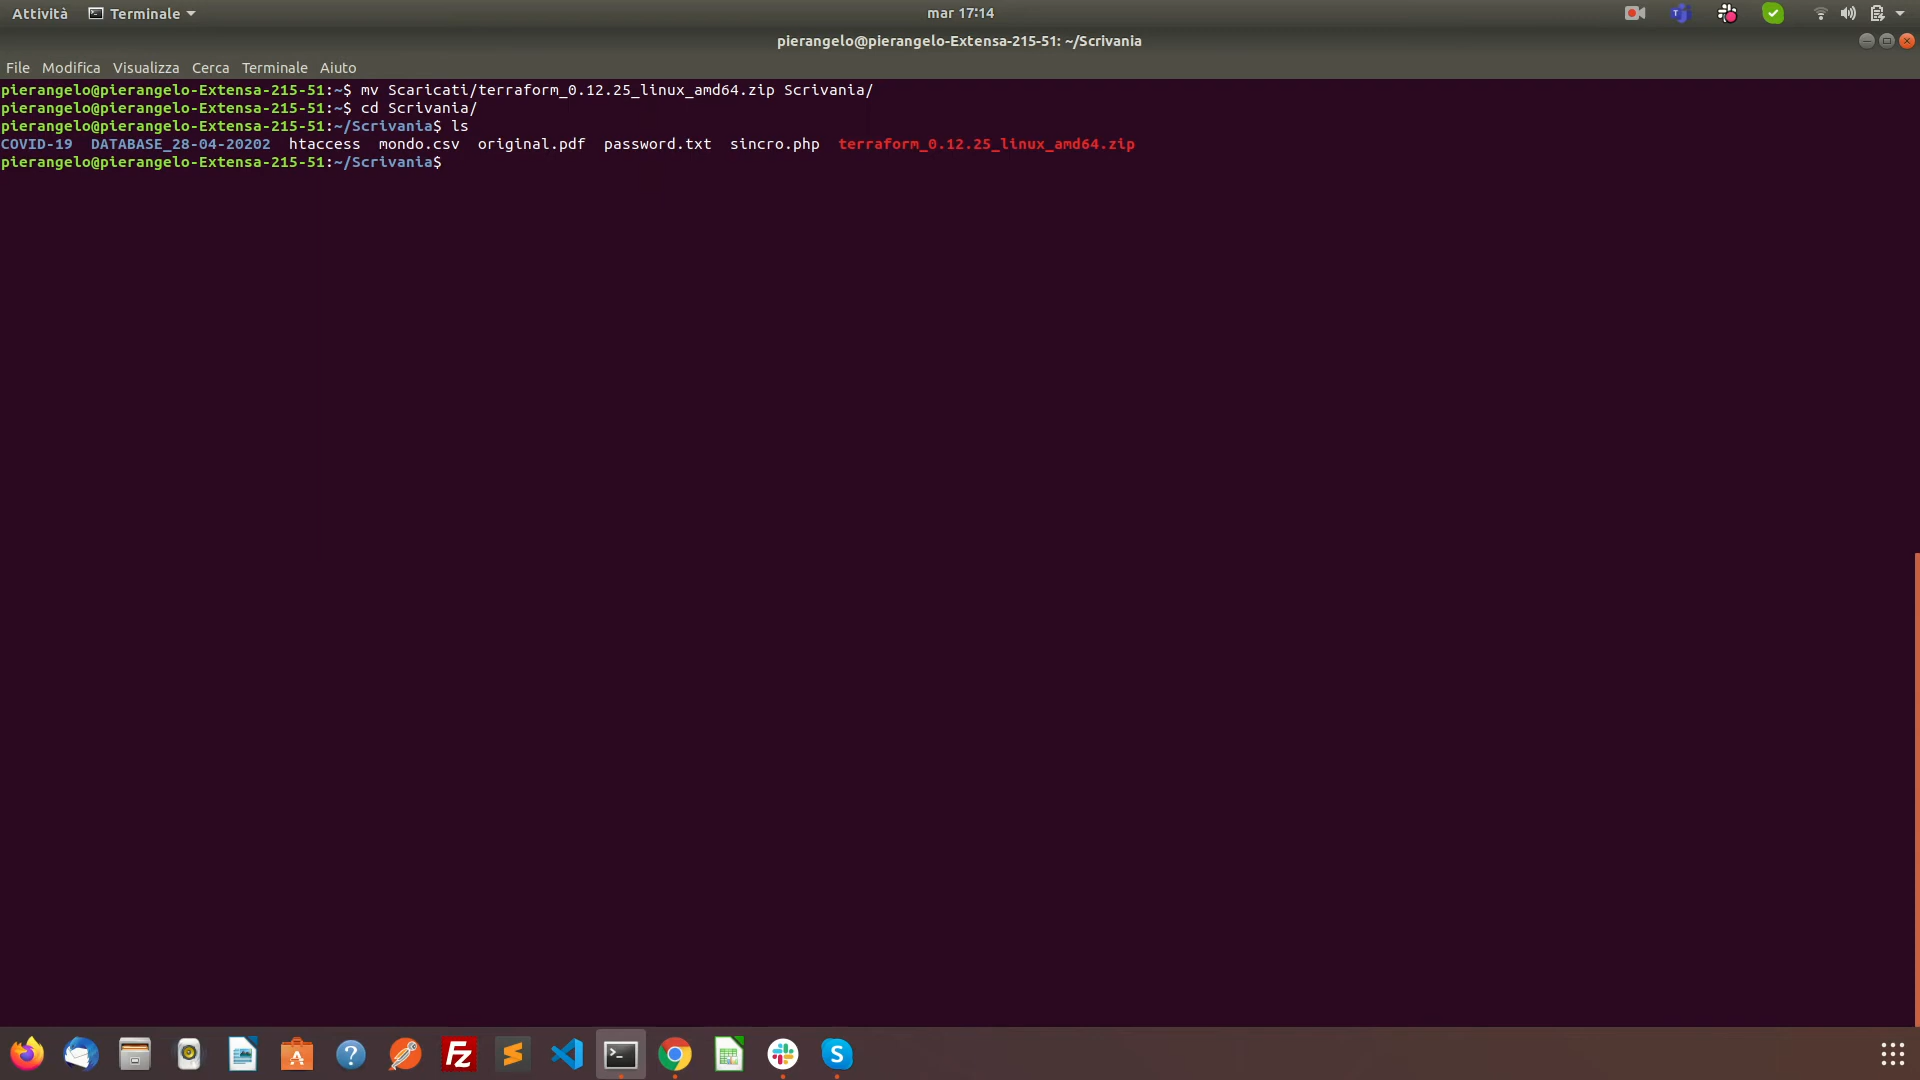 Attività Terminale mar 17:14
pierangelo@pierangelo-Extensa-215-51: ~/Scrivania
File Modifica Visualizza Cerca Terminale Aiuto
pierangelo@pierangelo-Extensa-215-51:~$ mv Scaricati/terraform_0.12.25_linux_amd64.zip Scrivania/
pierangelo@pierangelo-Extensa-215-51:~$ cd Scrivania/
pierangelo@pierangelo-Extensa-215-51:~/Scrivania$ ls
COVID-19 DATABASE_28-04-20202 htaccess mondo.csv original.pdf password.txt sincro.php terraform_0.12.25_linux_amd64.zip
pierangelo@pierangelo-Extensa-215-51:~/Scrivania$